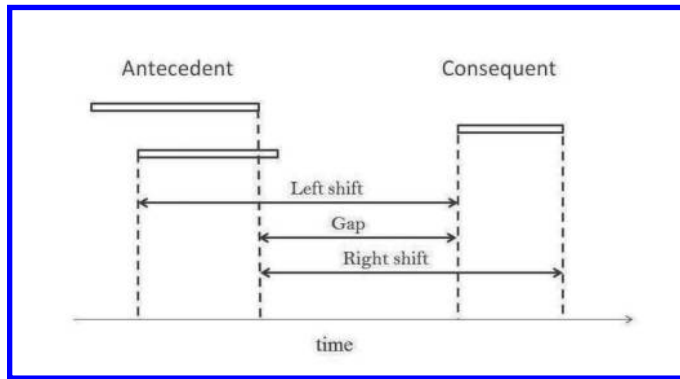 Antecedent
Consequent
Left shift
Gap
Right shift
time